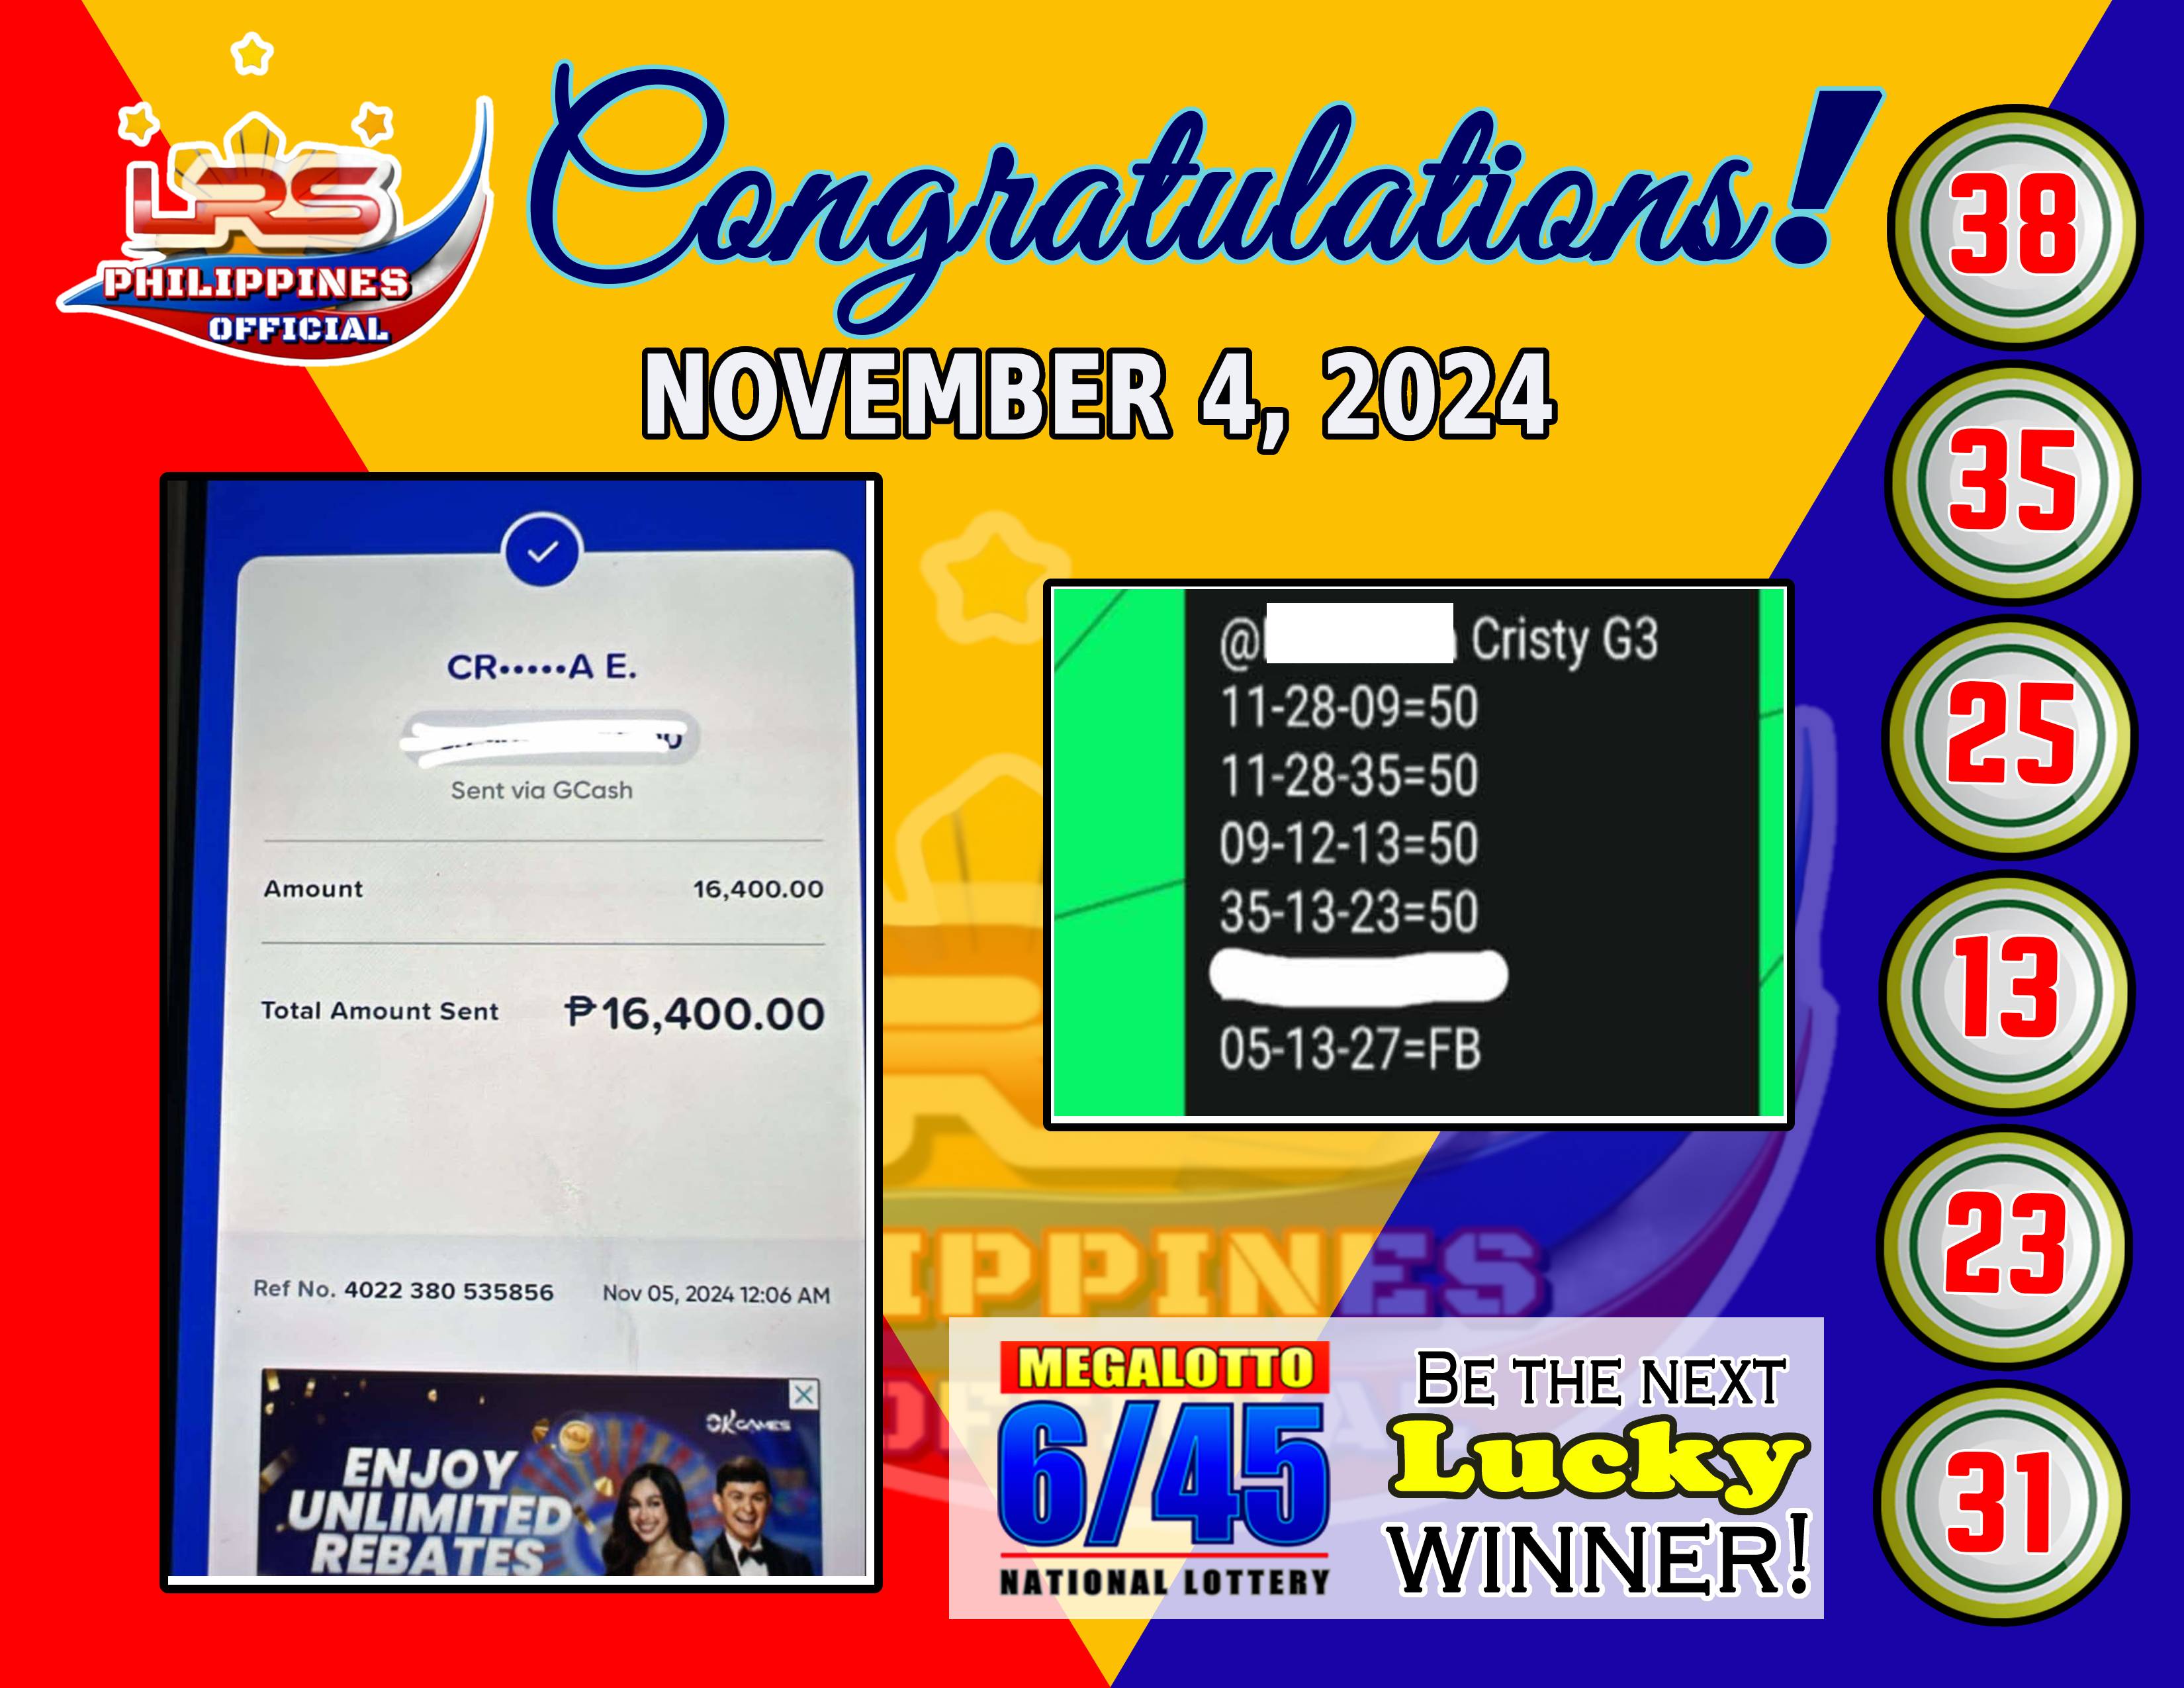 LRS
PHILIPPINES
OFFICIAL
Congratulations!
NOVEMBER 4, 2024
CR•••••A E.
Sent via GCash
Amount 16,400.00
Total Amount Sent ₱16,400.00
Ref No. 4022 380 535856 Nov 05, 2024 12:06 AM
OKGAMES
ENJOY
UNLIMITED
REBATES
@ Cristy G3
11-28-09=50
11-28-35=50
09-12-13=50
35-13-23=50
05-13-27=FB
MEGALOTTO
6/45
NATIONAL LOTTERY
BE THE NEXT
Lucky
WINNER!
38
35
25
13
23
31